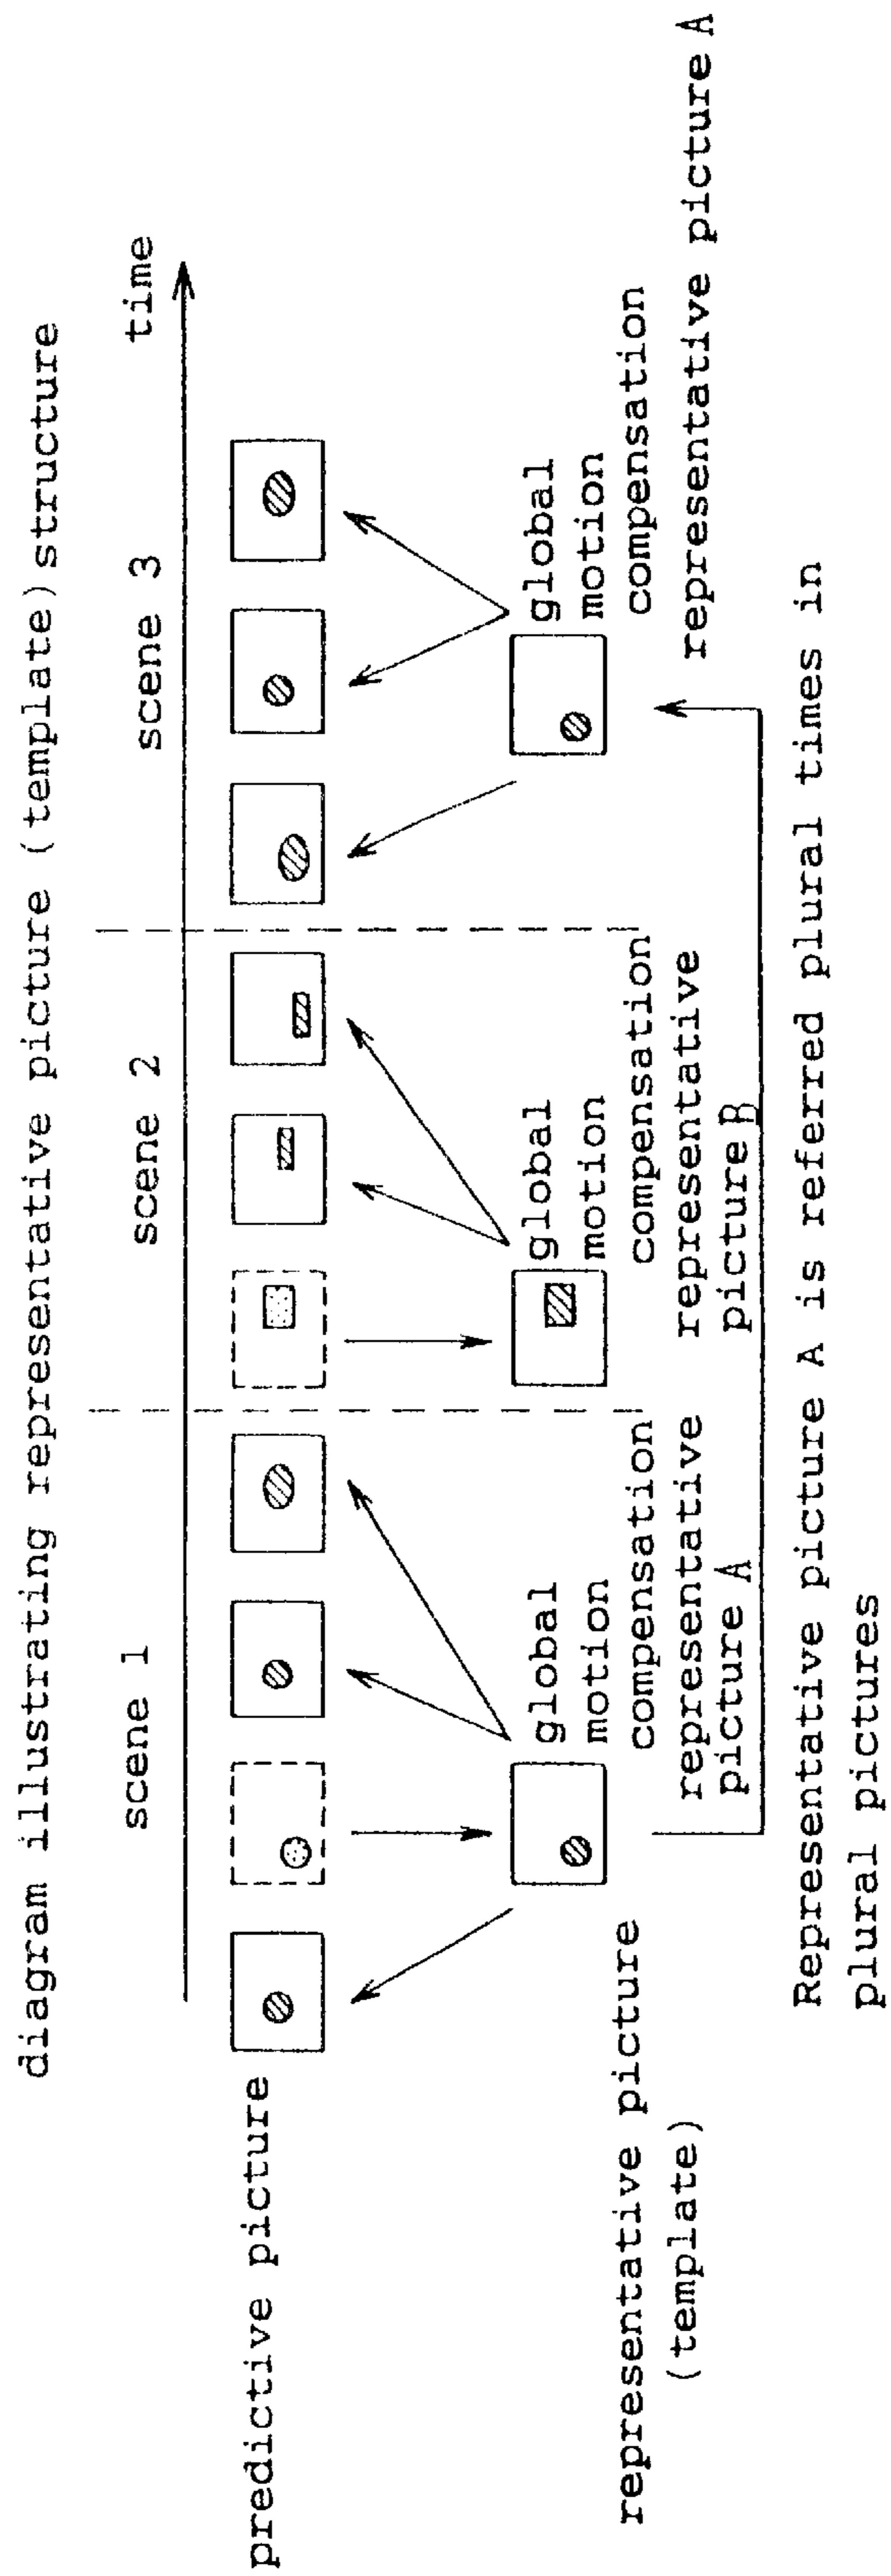 diagram illustrating representative picture (template) structure
time
scene 1
scene 2
scene 3
predictive picture
representative picture
(template)
global
motion
compensation
representative
picture A
global
motion
compensation
representative
picture B
global
motion
compensation
representative picture A
Representative picture A is referred plural times in
plural pictures